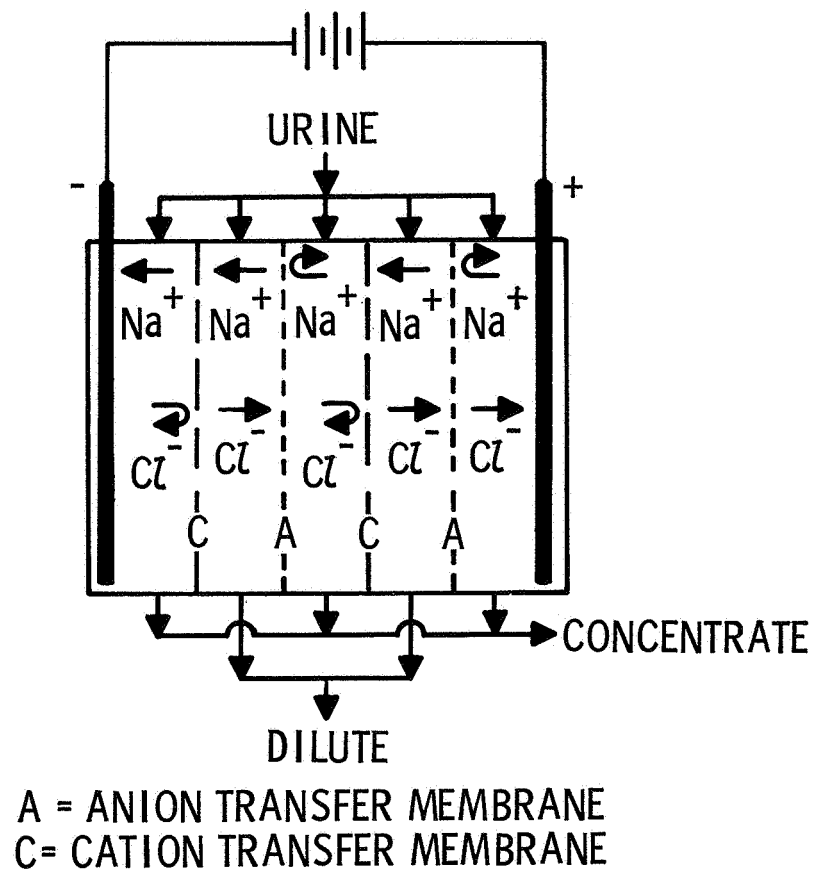 URINE
- +
Na+ Na+ Na+ Na+ Na+
Cl- Cl- Cl- Cl- Cl-
C A C A
CONCENTRATE
DILUTE
A = ANION TRANSFER MEMBRANE
C= CATION TRANSFER MEMBRANE